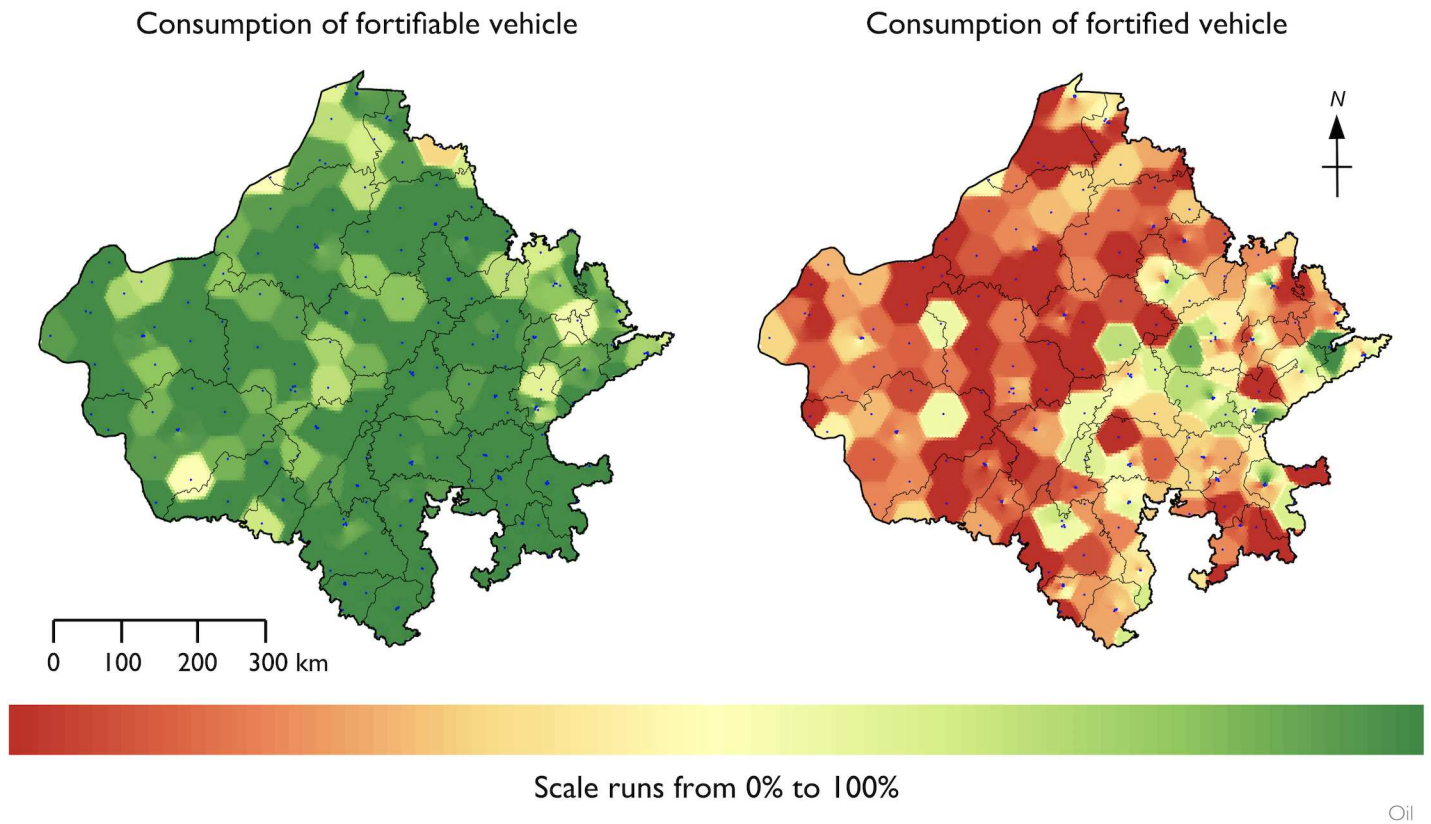 Consumption of fortifiable vehicle
Consumption of fortified vehicle
N
0 100 200 300 km
Scale runs from 0% to 100%
Oil